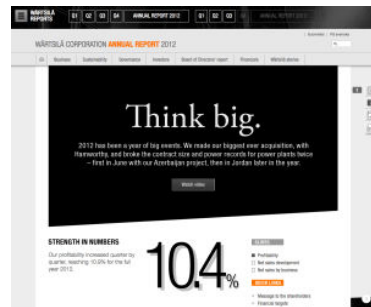 WÄRTSILÄ
REPORTS
Q1 Q2 Q3 Q4 ANNUAL REPORT 2012 Q1 Q2 Q3
WÄRTSILÄ CORPORATION ANNUAL REPORT 2012
Business Sustainability Governance Investors Board of Directors' report Financials Wärtsilä stories
Think big.
2012 has been a year of big events. We made our biggest ever acquisition, with
Hamworthy, and broke the contract size and power records for power plants twice
– first in June with our Azerbaijan project, then in Jordan later in the year.
Watch video
STRENGTH IN NUMBERS
Our profitability increased quarter by
quarter, reaching 10.9% for the full
year 2012.
10.4%
Profitability
Net sales development
Net sales by business
QUICK LINKS
Message to the shareholders
Financial targets